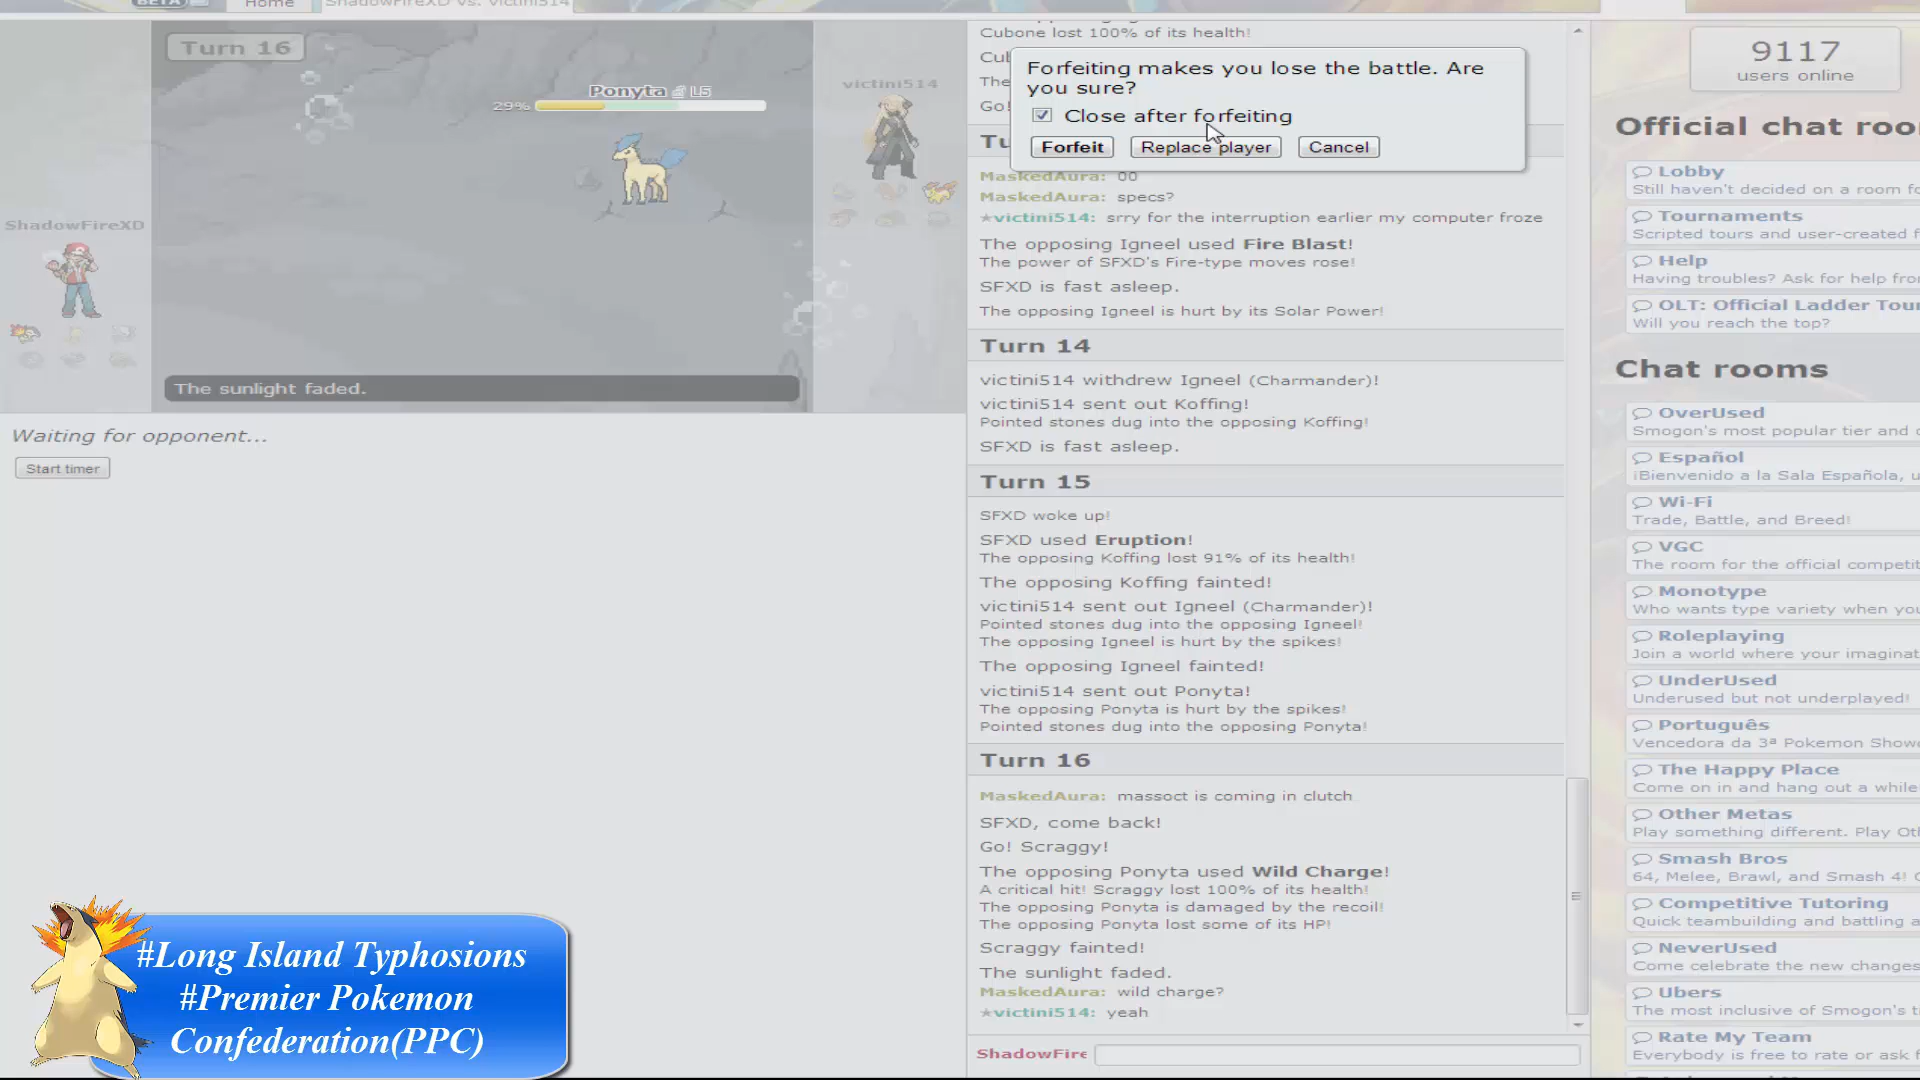 BETA
Home
ShadowFireXD vs. victini514
Turn 16
Ponyta L5
29%
victini514
ShadowFireXD
The sunlight faded.
Waiting for opponent...
Start timer
#Long Island Typhosions
#Premier Pokemon
Confederation(PPC)
Cubone lost 100% of its health!
Forfeiting makes you lose the battle. Are
you sure?
Close after forfeiting
Forfeit
Replace player
Cancel
MaskedAura: 00
MaskedAura: specs?
★victini514: srry for the interruption earlier my computer froze
The opposing Igneel used Fire Blast!
The power of SFXD's Fire-type moves rose!
SFXD is fast asleep.
The opposing Igneel is hurt by its Solar Power!
Turn 14
victini514 withdrew Igneel (Charmander)!
victini514 sent out Koffing!
Pointed stones dug into the opposing Koffing!
SFXD is fast asleep.
Turn 15
SFXD woke up!
SFXD used Eruption!
The opposing Koffing lost 91% of its health!
The opposing Koffing fainted!
victini514 sent out Igneel (Charmander)!
Pointed stones dug into the opposing Igneel!
The opposing Igneel is hurt by the spikes!
The opposing Igneel fainted!
victini514 sent out Ponyta!
The opposing Ponyta is hurt by the spikes!
Pointed stones dug into the opposing Ponyta!
Turn 16
MaskedAura: massoct is coming in clutch
SFXD, come back!
Go! Scraggy!
The opposing Ponyta used Wild Charge!
A critical hit! Scraggy lost 100% of its health!
The opposing Ponyta is damaged by the recoil!
The opposing Ponyta lost some of its HP!
Scraggy fainted!
The sunlight faded.
MaskedAura: wild charge?
★victini514: yeah
ShadowFire
9117
users online
Official chat roo
Lobby
Still haven't decided on a room fo
Tournaments
Scripted tours and user-created f
Help
Having troubles? Ask for help from
OLT: Official Ladder Tour
Will you reach the top?
Chat rooms
OverUsed
Smogon's most popular tier and o
Español
¡Bienvenido a la Sala Española, u
Wi-Fi
Trade, Battle, and Breed!
VGC
The room for the official competit
Monotype
Who wants type variety when you
Roleplaying
Join a world where your imaginat
UnderUsed
Underused but not underplayed!
Português
Vencedora da 3ª Pokemon Show
The Happy Place
Come on in and hang out a while
Other Metas
Play something different. Play Oth
Smash Bros
64, Melee, Brawl, and Smash 4! C
Competitive Tutoring
Quick teambuilding and battling a
NeverUsed
Come celebrate the new changes
Ubers
The most inclusive of Smogon's ti
Rate My Team
Everybody is free to rate or ask f